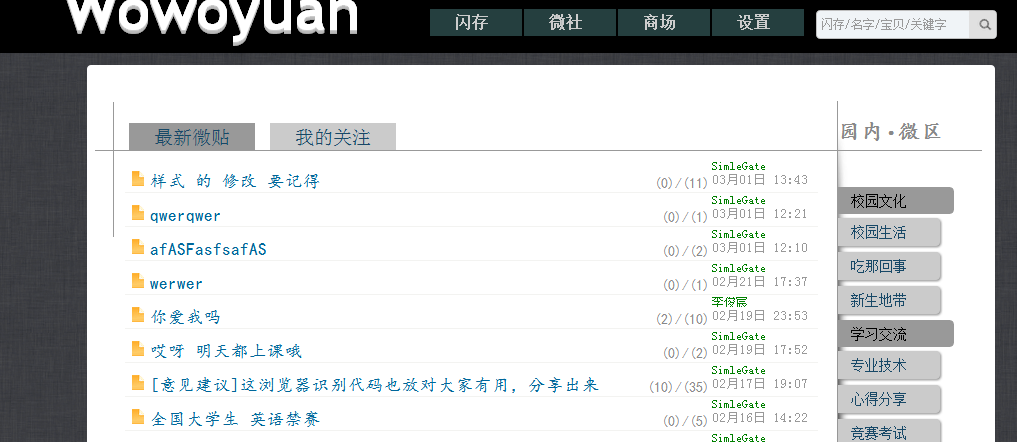 Wowoyuan
闪存 微社 商场 设置
闪存/名字/宝贝/关键字
最新微贴 我的关注
样式 的 修改 要记得 (0)/(11) SimleGate 03月01日 13:43
qwerqwer (0)/(1) SimleGate 03月01日 12:21
afASFasfsafAS (0)/(2) SimleGate 03月01日 12:10
werwer (0)/(1) SimleGate 02月21日 17:37
你爱我吗 (2)/(10) 李俊宸 02月19日 23:53
哎呀 明天都上课哦 (0)/(2) SimleGate 02月19日 17:52
[意见建议]这浏览器识别代码也放对大家有用，分享出来 (10)/(35) SimleGate 02月17日 19:07
全国大学生 英语禁赛 (0)/(5) SimleGate 02月16日 14:22
SimleGate
园内·微区
校园文化
校园生活
吃那回事
新生地带
学习交流
专业技术
心得分享
竞赛考试